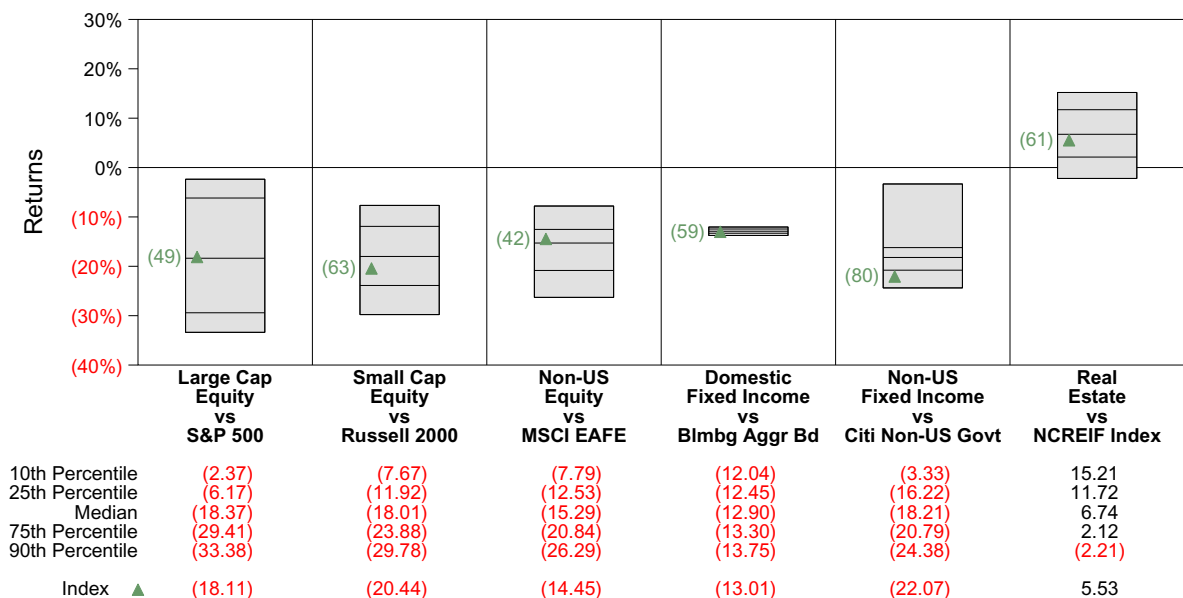 30%
20%
10%
0%
(10%)
(20%)
(30%)
(40%)
Returns
(49)
(63)
(42)
(59)
(80)
(61)
Large Cap
Equity
vs
S&P 500
Small Cap
Equity
vs
Russell 2000
Non-US
Equity
vs
MSCI EAFE
Domestic
Fixed Income
vs
Blmbg Aggr Bd
Non-US
Fixed Income
vs
Citi Non-US Govt
Real
Estate
vs
NCREIF Index
10th Percentile (2.37) (7.67) (7.79) (12.04) (3.33) 15.21
25th Percentile (6.17) (11.92) (12.53) (12.45) (16.22) 11.72
Median (18.37) (18.01) (15.29) (12.90) (18.21) 6.74
75th Percentile (29.41) (23.88) (20.84) (13.30) (20.79) 2.12
90th Percentile (33.38) (29.78) (26.29) (13.75) (24.38) (2.21)
Index (18.11) (20.44) (14.45) (13.01) (22.07) 5.53